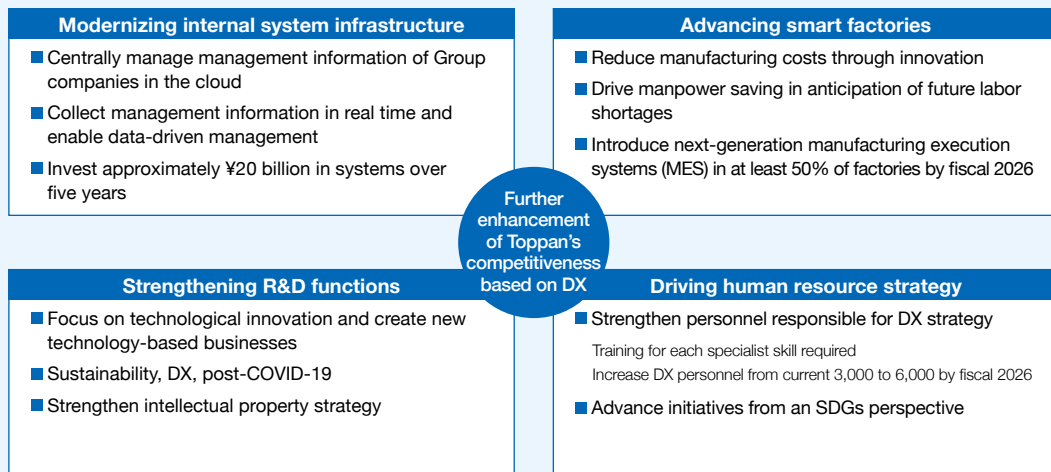 Modernizing internal system infrastructure
Centrally manage management information of Group
companies in the cloud
Collect management information in real time and
enable data-driven management
Invest approximately ¥20 billion in systems over
five years
Advancing smart factories
Reduce manufacturing costs through innovation
Drive manpower saving in anticipation of future labor
shortages
Introduce next-generation manufacturing execution
systems (MES) in at least 50% of factories by fiscal 2026
Further
enhancement
of Toppan's
competitiveness
based on DX
Strengthening R&D functions
Focus on technological innovation and create new
technology-based businesses
Sustainability, DX, post-COVID-19
Strengthen intellectual property strategy
Driving human resource strategy
Strengthen personnel responsible for DX strategy
Training for each specialist skill required
Increase DX personnel from current 3,000 to 6,000 by fiscal 2026
Advance initiatives from an SDGs perspective